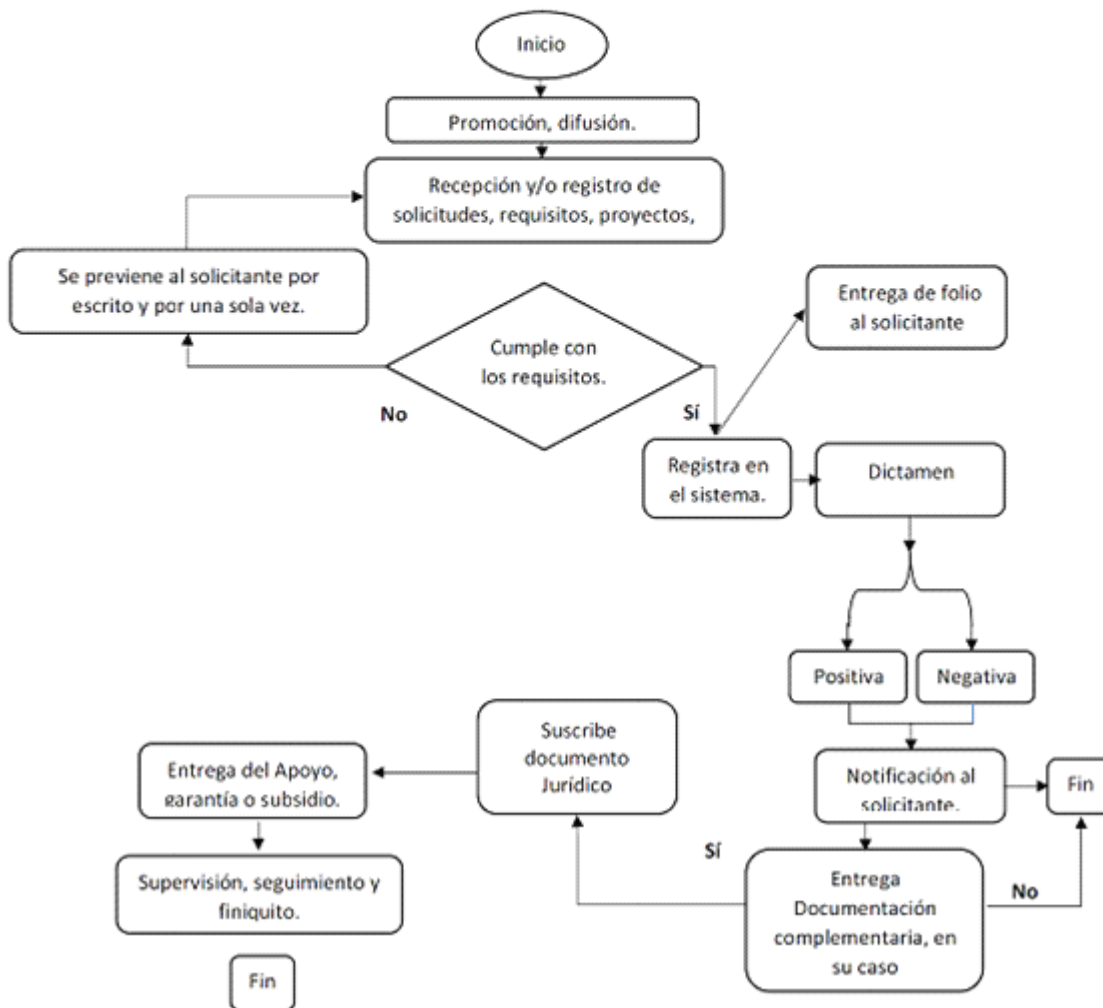 Inicio
Promoción, difusión.
Recepción y/o registro de
solicitudes, requisitos, proyectos,
Se previene al solicitante por
escrito y por una sola vez.
Entrega de folio
al solicitante
Cumple con
los requisitos.
No
Sí
Registra en
el sistema.
Dictamen
Positiva
Negativa
Suscribe
documento
Jurídico
Entrega del Apoyo,
garantía o subsidio.
Notificación al
solicitante.
Fin
Sí
Supervisión, seguimiento y
finiquito.
Entrega
Documentación
complementaria, en
su caso
No
Fin